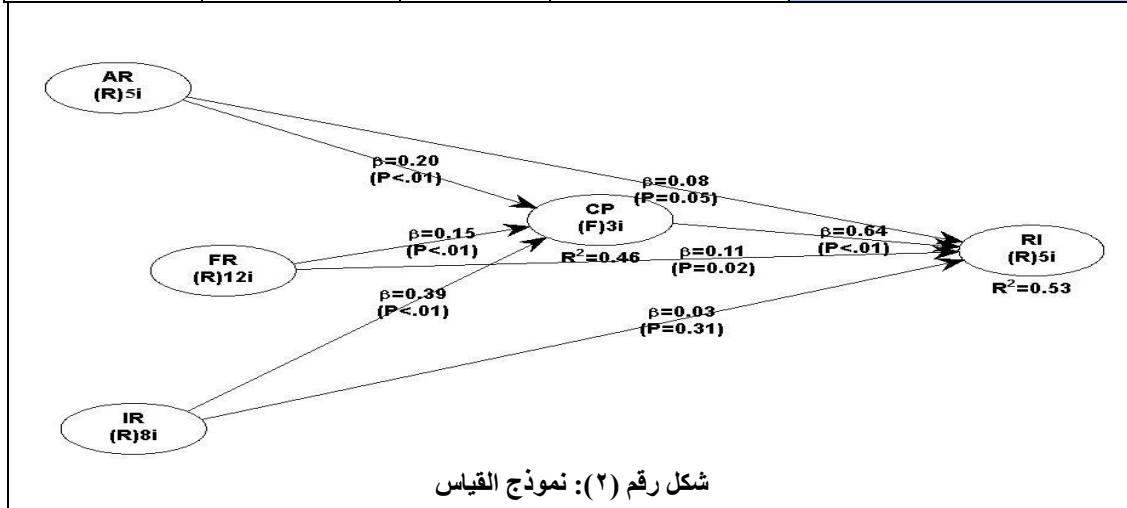 AR
(R)5i
β=0.20
(P<.01)
β=0.08
(P=0.05)
CP
(F)3i
R²=0.46
β=0.15
(P<.01)
β=0.64
(P<.01)
RI
(R)5i
R²=0.53
FR
(R)12i
β=0.11
(P=0.02)
β=0.39
(P<.01)
β=0.03
(P=0.31)
IR
(R)8i
شكل رقم (٢): نموذج القياس